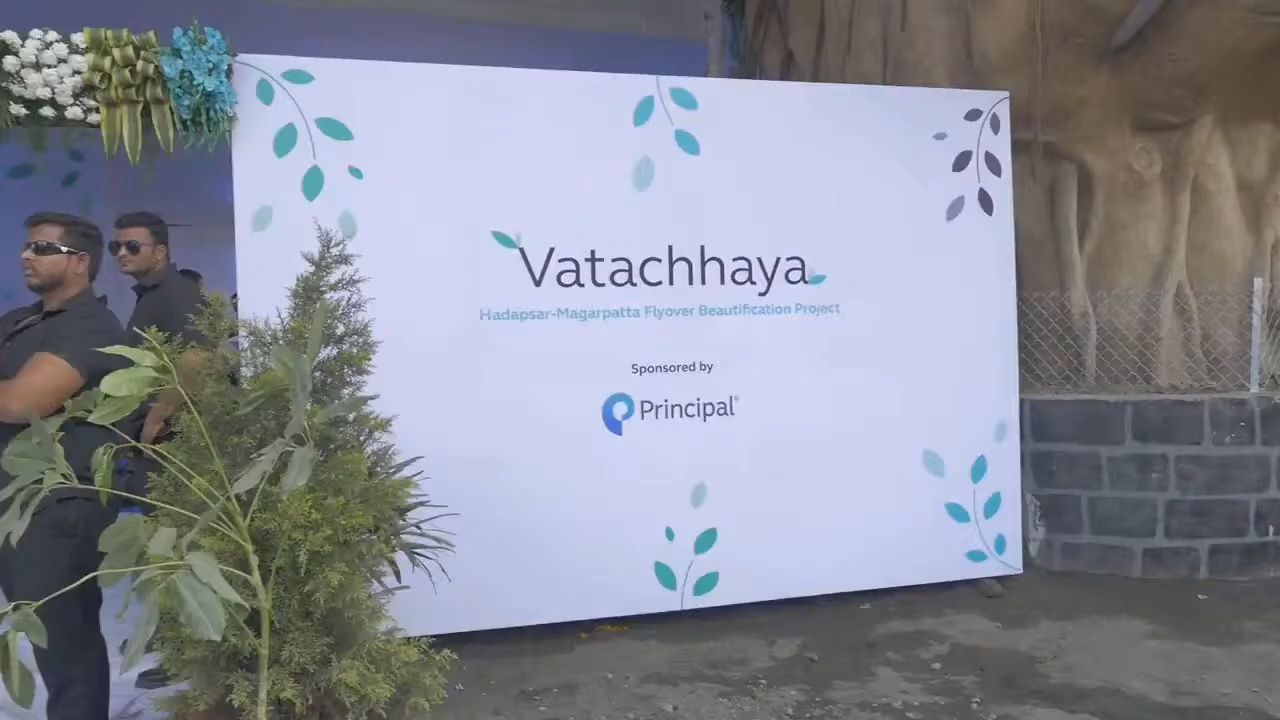 Vatachhaya
Hadapsar-Magarpatta Flyover Beautification Project
Sponsored by
Principal®